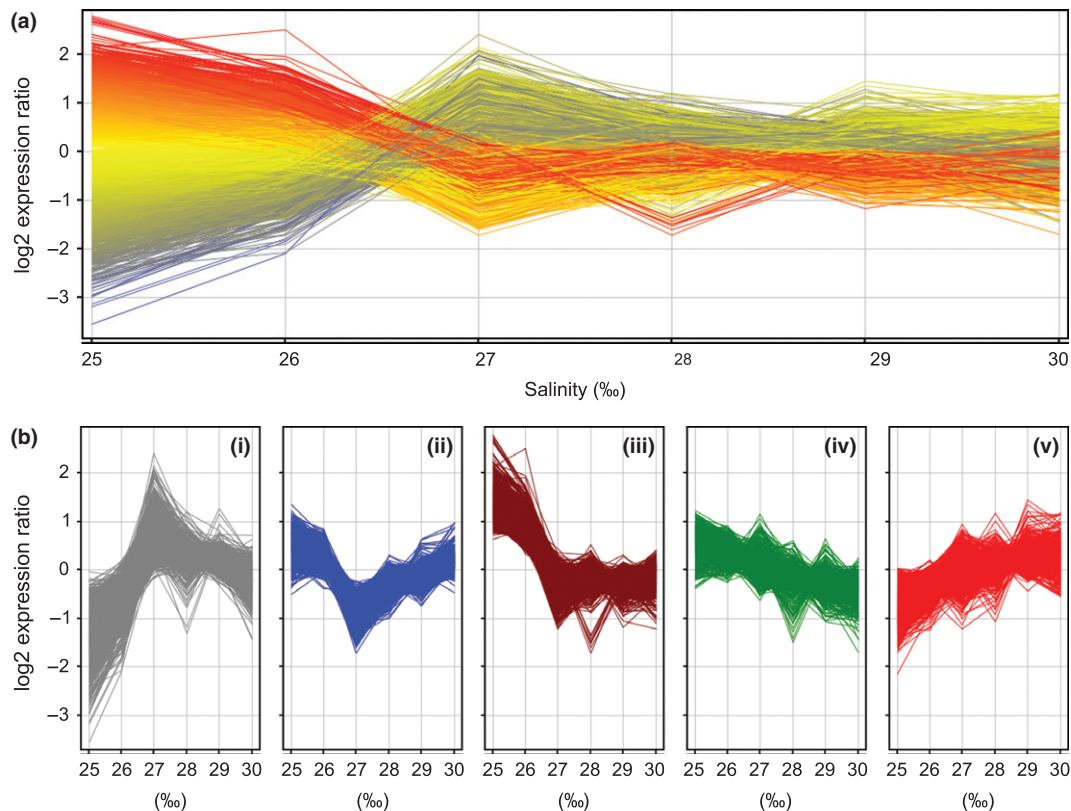 (a)
log2 expression ratio
2
1
0
−1
−2
−3
25 26 27 28 29 30
Salinity (‰)
(b)
(i) (ii) (iii) (iv) (v)
log2 expression ratio
2
1
0
−1
−2
−3
25 26 27 28 29 30 25 26 27 28 29 30 25 26 27 28 29 30 25 26 27 28 29 30 25 26 27 28 29 30
(‰) (‰) (‰) (‰) (‰)